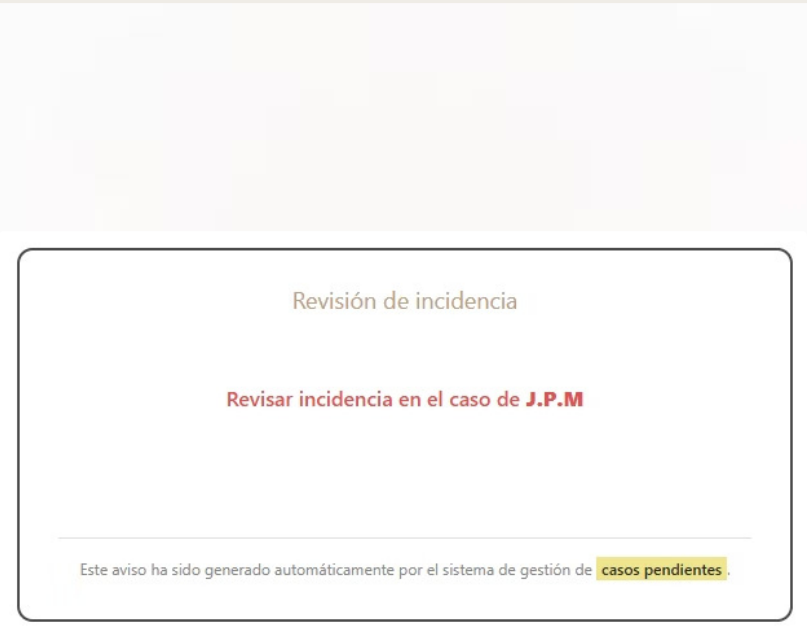 Revisión de incidencia
Revisar incidencia en el caso de J.P.M
Este aviso ha sido generado automáticamente por el sistema de gestión de casos pendientes.